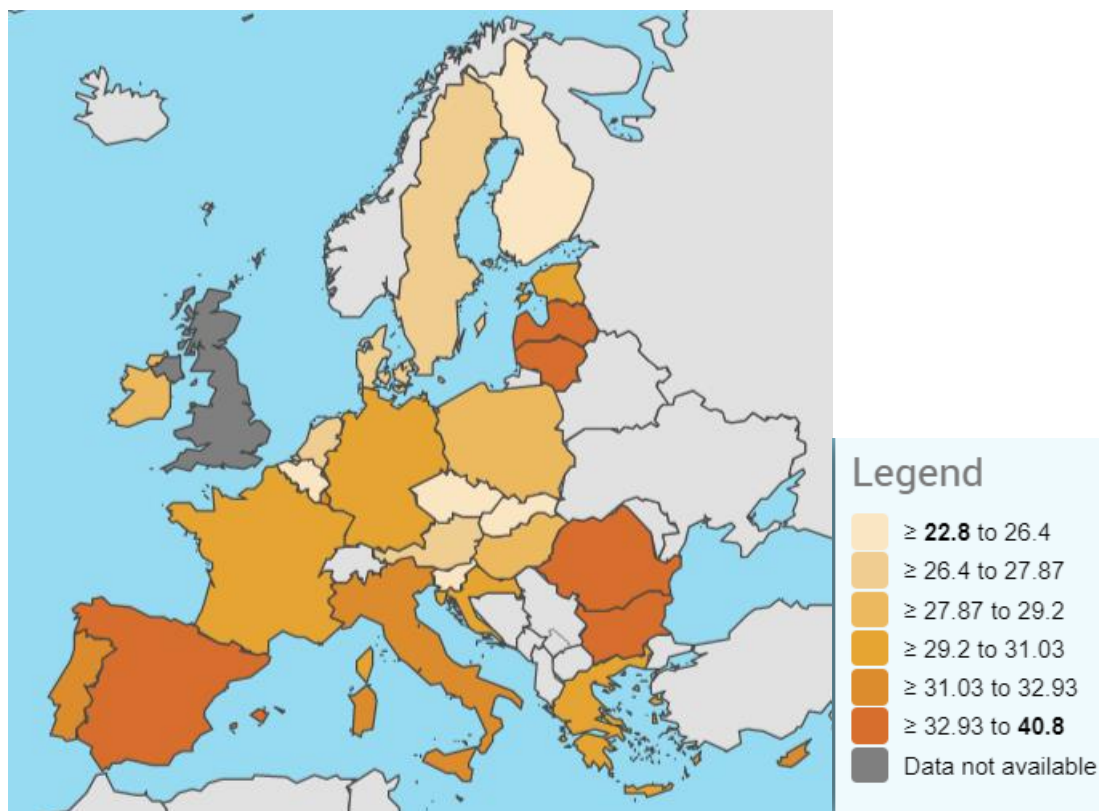 Legend
≥ 22.8 to 26.4
≥ 26.4 to 27.87
≥ 27.87 to 29.2
≥ 29.2 to 31.03
≥ 31.03 to 32.93
≥ 32.93 to 40.8
Data not available